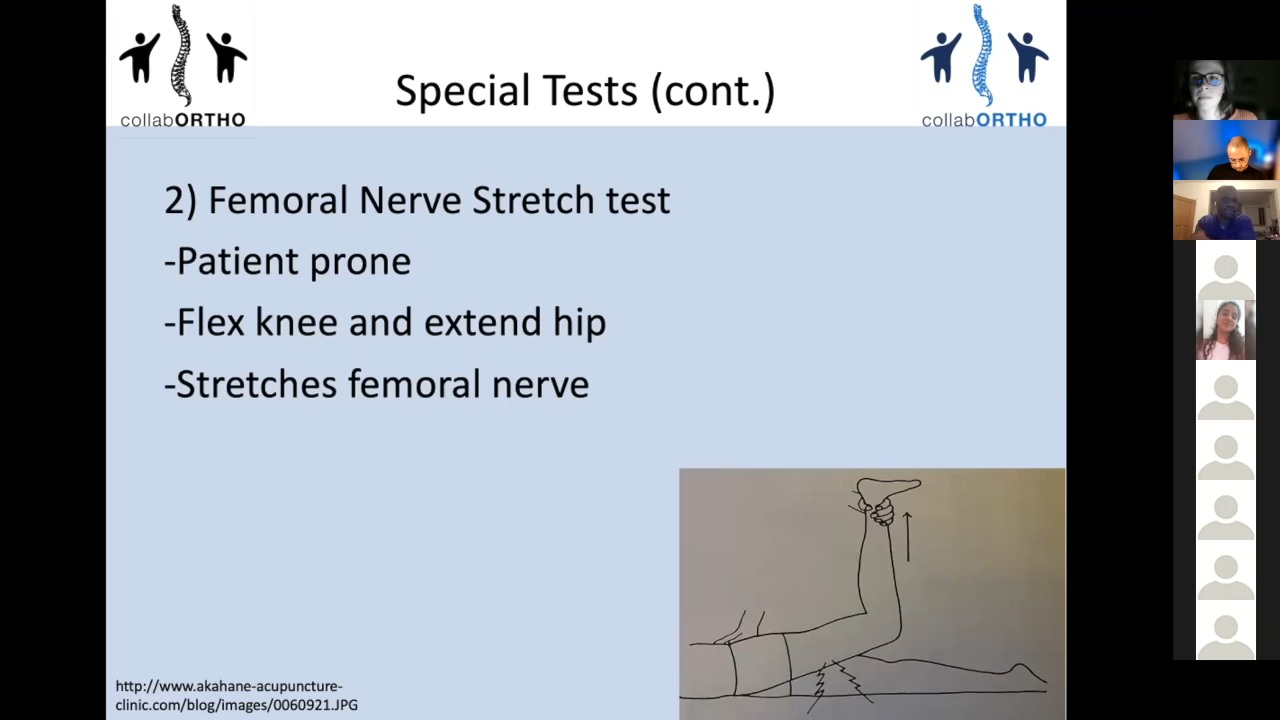 collabORTHO
Special Tests (cont.)
collabORTHO
2) Femoral Nerve Stretch test
-Patient prone
-Flex knee and extend hip
-Stretches femoral nerve
http://www.akahane-acupuncture-
clinic.com/blog/images/0060921.JPG